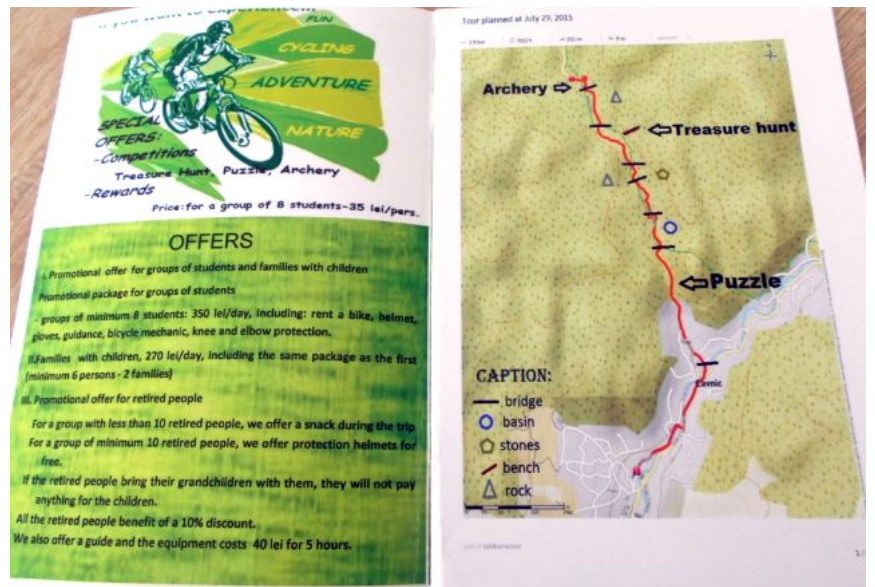 If you want to experience...
FUN
CYCLING
ADVENTURE
NATURE
SPECIAL
OFFERS:
-Competitions
Treasure Hunt, Puzzle, Archery
-Rewards
Price:for a group of 8 students-35 lei/pers.
OFFERS
I. Promotional offer for groups of students and families with children
Promotional package for groups of students
- groups of minimum 8 students: 350 lei/day, including: rent a bike, helmet,
gloves, guidance, bicycle mechanic, knee and elbow protection.
II.Families with children, 270 lei/day, including the same package as the first
(minimum 6 persons - 2 families)
III. Promotional offer for retired people
For a group with less than 10 retired people, we offer a snack during the trip
For a group of minimum 10 retired people, we offer protection helmets for
free.
If the retired people bring their grandchildren with them, they will not pay
anything for the children.
All the retired people benefit of a 10% discount.
We also offer a guide and the equipment costs 40 lei for 5 hours.
Tour planned at July 29, 2015
Archery
Treasure hunt
Puzzle
Cavnic
CAPTION:
bridge
basin
stones
bench
rock
1/